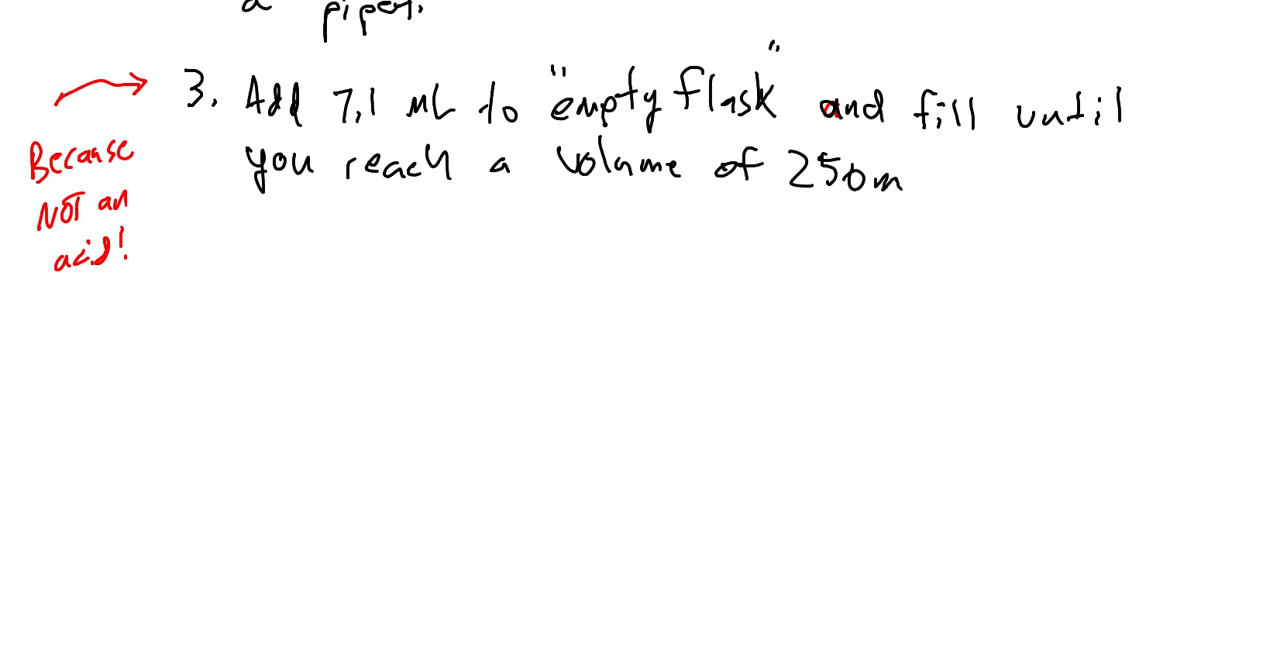 a pipet.
3. Add 7.1 mL to "empty flask" and fill until
you reach a volume of 250m
Because
NOT an
acid!